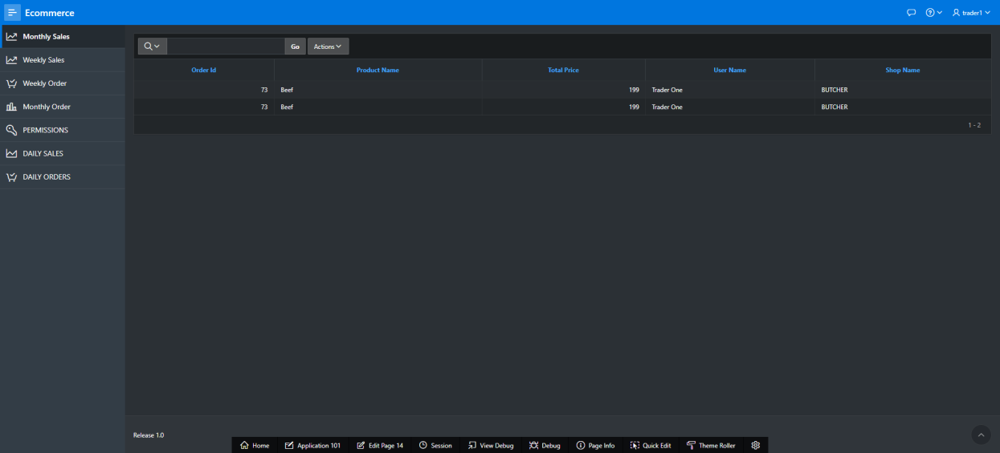 Ecommerce
trader1
Monthly Sales
Weekly Sales
Weekly Order
Monthly Order
PERMISSIONS
DAILY SALES
DAILY ORDERS
Go Actions
Order Id Product Name Total Price User Name Shop Name
73 Beef 199 Trader One BUTCHER
73 Beef 199 Trader One BUTCHER
1 - 2
Release 1.0
Home Application 101 Edit Page 14 Session View Debug Debug Page Info Quick Edit Theme Roller